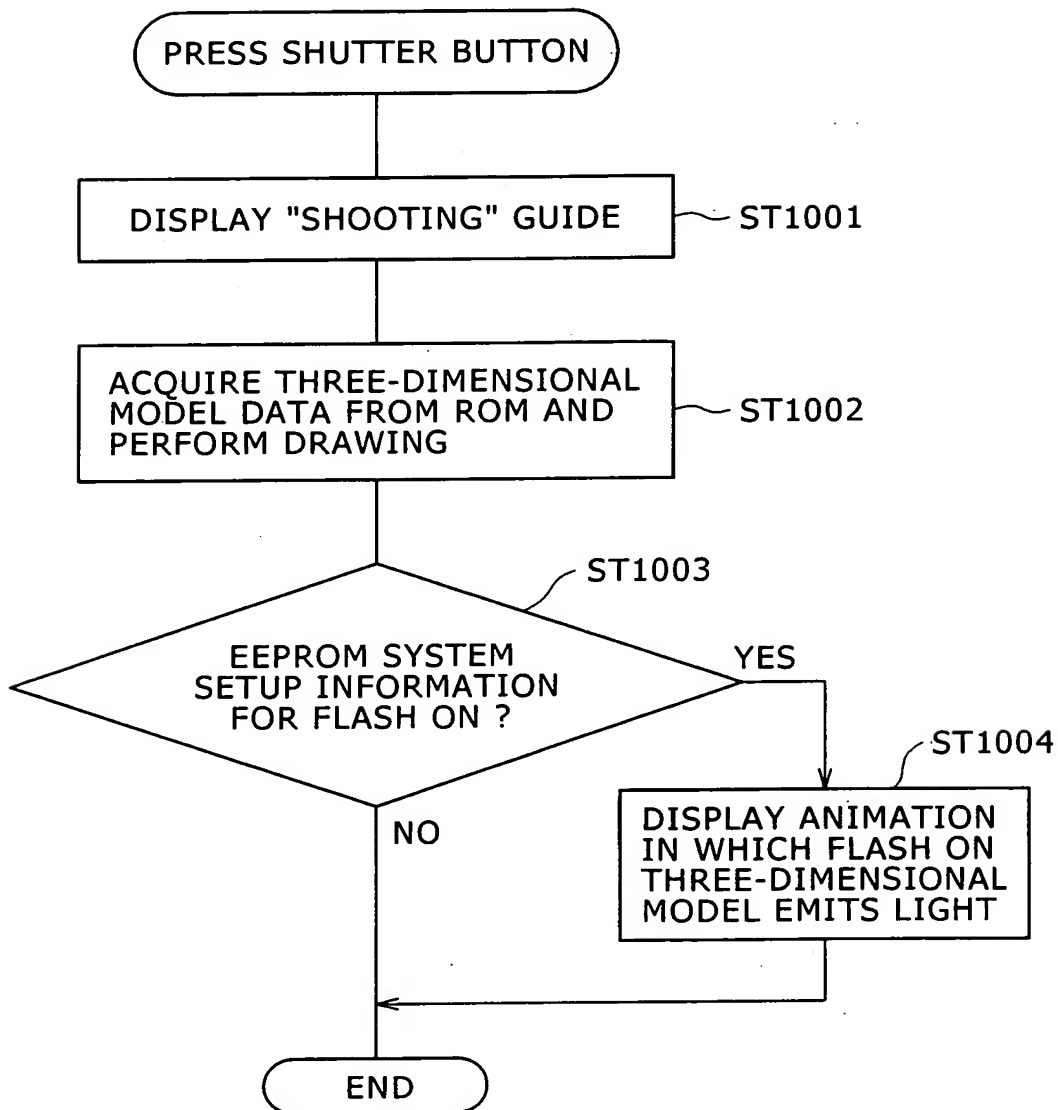 PRESS SHUTTER BUTTON
DISPLAY "SHOOTING" GUIDE
ST1001
ACQUIRE THREE-DIMENSIONAL
MODEL DATA FROM ROM AND
PERFORM DRAWING
ST1002
ST1003
EEPROM SYSTEM
SETUP INFORMATION
FOR FLASH ON ?
YES
NO
ST1004
DISPLAY ANIMATION
IN WHICH FLASH ON
THREE-DIMENSIONAL
MODEL EMITS LIGHT
END